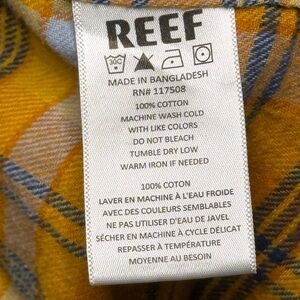 REEF
30C
MADE IN BANGLADESH
RN# 117508
100% COTTON
MACHINE WASH COLD
WITH LIKE COLORS
DO NOT BLEACH
TUMBLE DRY LOW
WARM IRON IF NEEDED
100% COTON
LAVER EN MACHINE À L'EAU FROIDE
AVEC DES COULEURS SEMBLABLES
NE PAS UTILISER D'EAU DE JAVEL
SÉCHER EN MACHINE À CYCLE DÉLICAT
REPASSER À TEMPÉRATURE
MOYENNE AU BESOIN